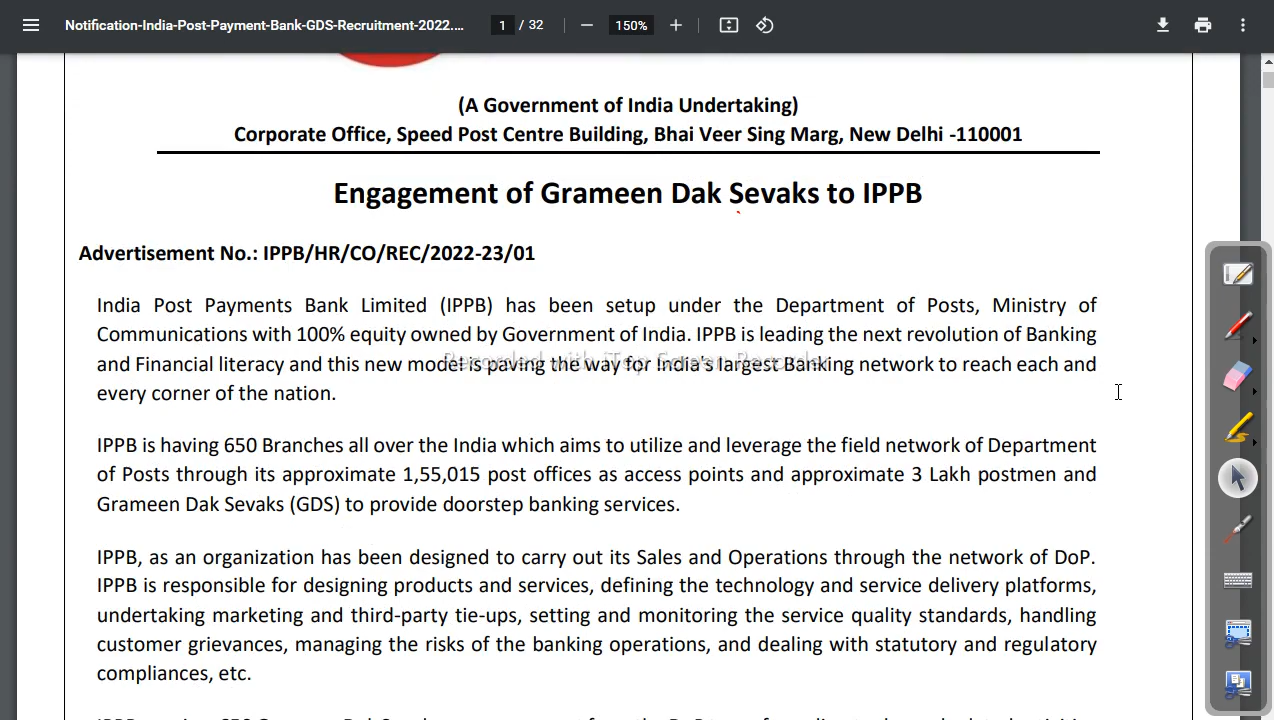 Notification-India-Post-Payment-Bank-GDS-Recruitment-2022....
1 / 32
150%
(A Government of India Undertaking)
Corporate Office, Speed Post Centre Building, Bhai Veer Sing Marg, New Delhi -110001
Engagement of Grameen Dak Sevaks to IPPB
Advertisement No.: IPPB/HR/CO/REC/2022-23/01
India Post Payments Bank Limited (IPPB) has been setup under the Department of Posts, Ministry of
Communications with 100% equity owned by Government of India. IPPB is leading the next revolution of Banking
and Financial literacy and this new model is paving the way for India's largest Banking network to reach each and
Recorded with iTop Screen Recorder
every corner of the nation.
IPPB is having 650 Branches all over the India which aims to utilize and leverage the field network of Department
of Posts through its approximate 1,55,015 post offices as access points and approximate 3 Lakh postmen and
Grameen Dak Sevaks (GDS) to provide doorstep banking services.
IPPB, as an organization has been designed to carry out its Sales and Operations through the network of DoP.
IPPB is responsible for designing products and services, defining the technology and service delivery platforms,
undertaking marketing and third-party tie-ups, setting and monitoring the service quality standards, handling
customer grievances, managing the risks of the banking operations, and dealing with statutory and regulatory
compliances, etc.